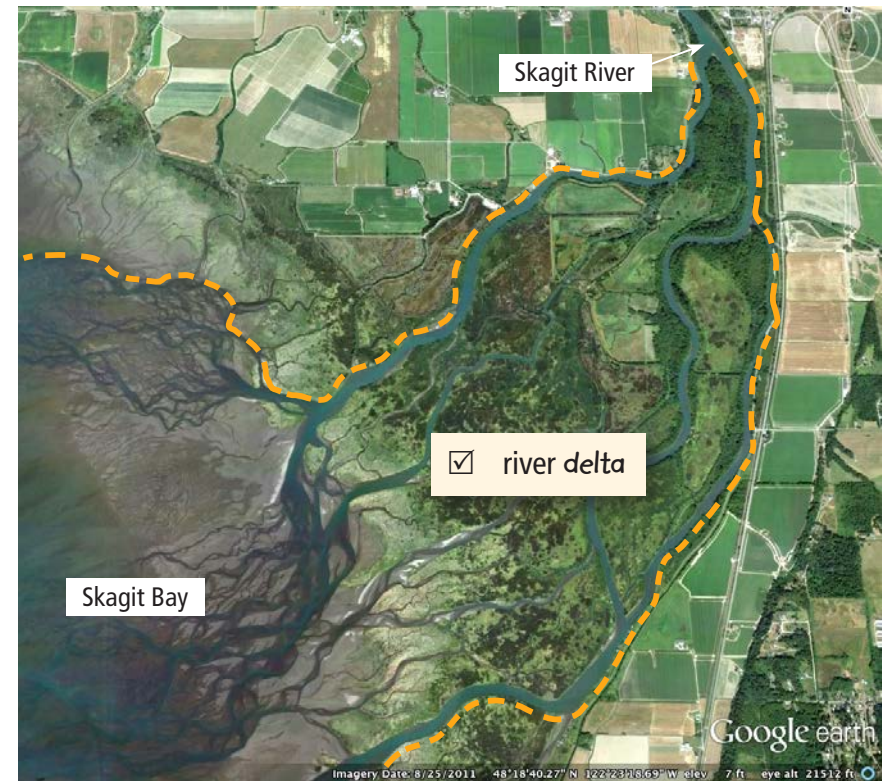 N
Skagit River
☑ river delta
Skagit Bay
Google earth
Imagery Date: 8/25/2011 48°18'40.27" N 122°23'18.69" W elev 7 ft eye alt 21512 ft